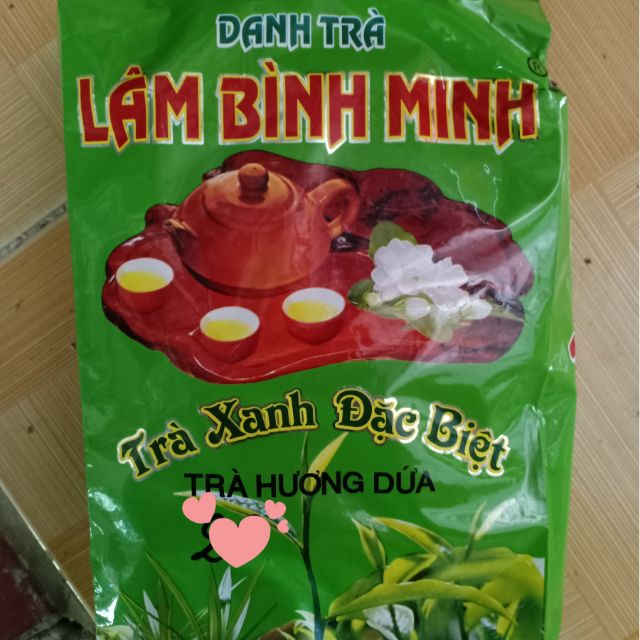 DANH TRÀ
LÂM BÌNH MINH
®
Trà Xanh Đặc Biệt
TRÀ HƯƠNG DỨA